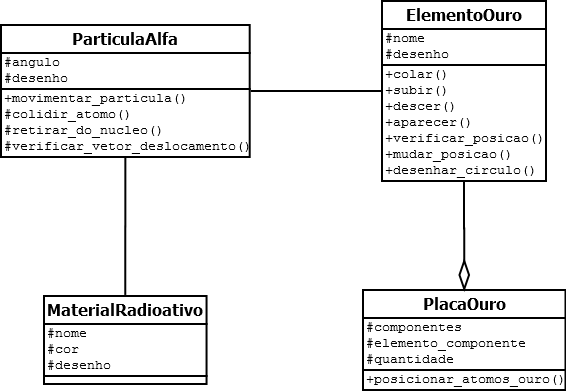 ParticulaAlfa
#angulo
#desenho
+movimentar_particula()
#colidir_atomo()
#retirar_do_nucleo()
#verificar_vetor_deslocamento()
ElementoOuro
#nome
#desenho
+colar()
+subir()
+descer()
+aparecer()
+verificar_posicao()
+mudar_posicao()
+desenhar_circulo()
MaterialRadioativo
#nome
#cor
#desenho
PlacaOuro
#componentes
#elemento_componente
#quantidade
+posicionar_atomos_ouro()